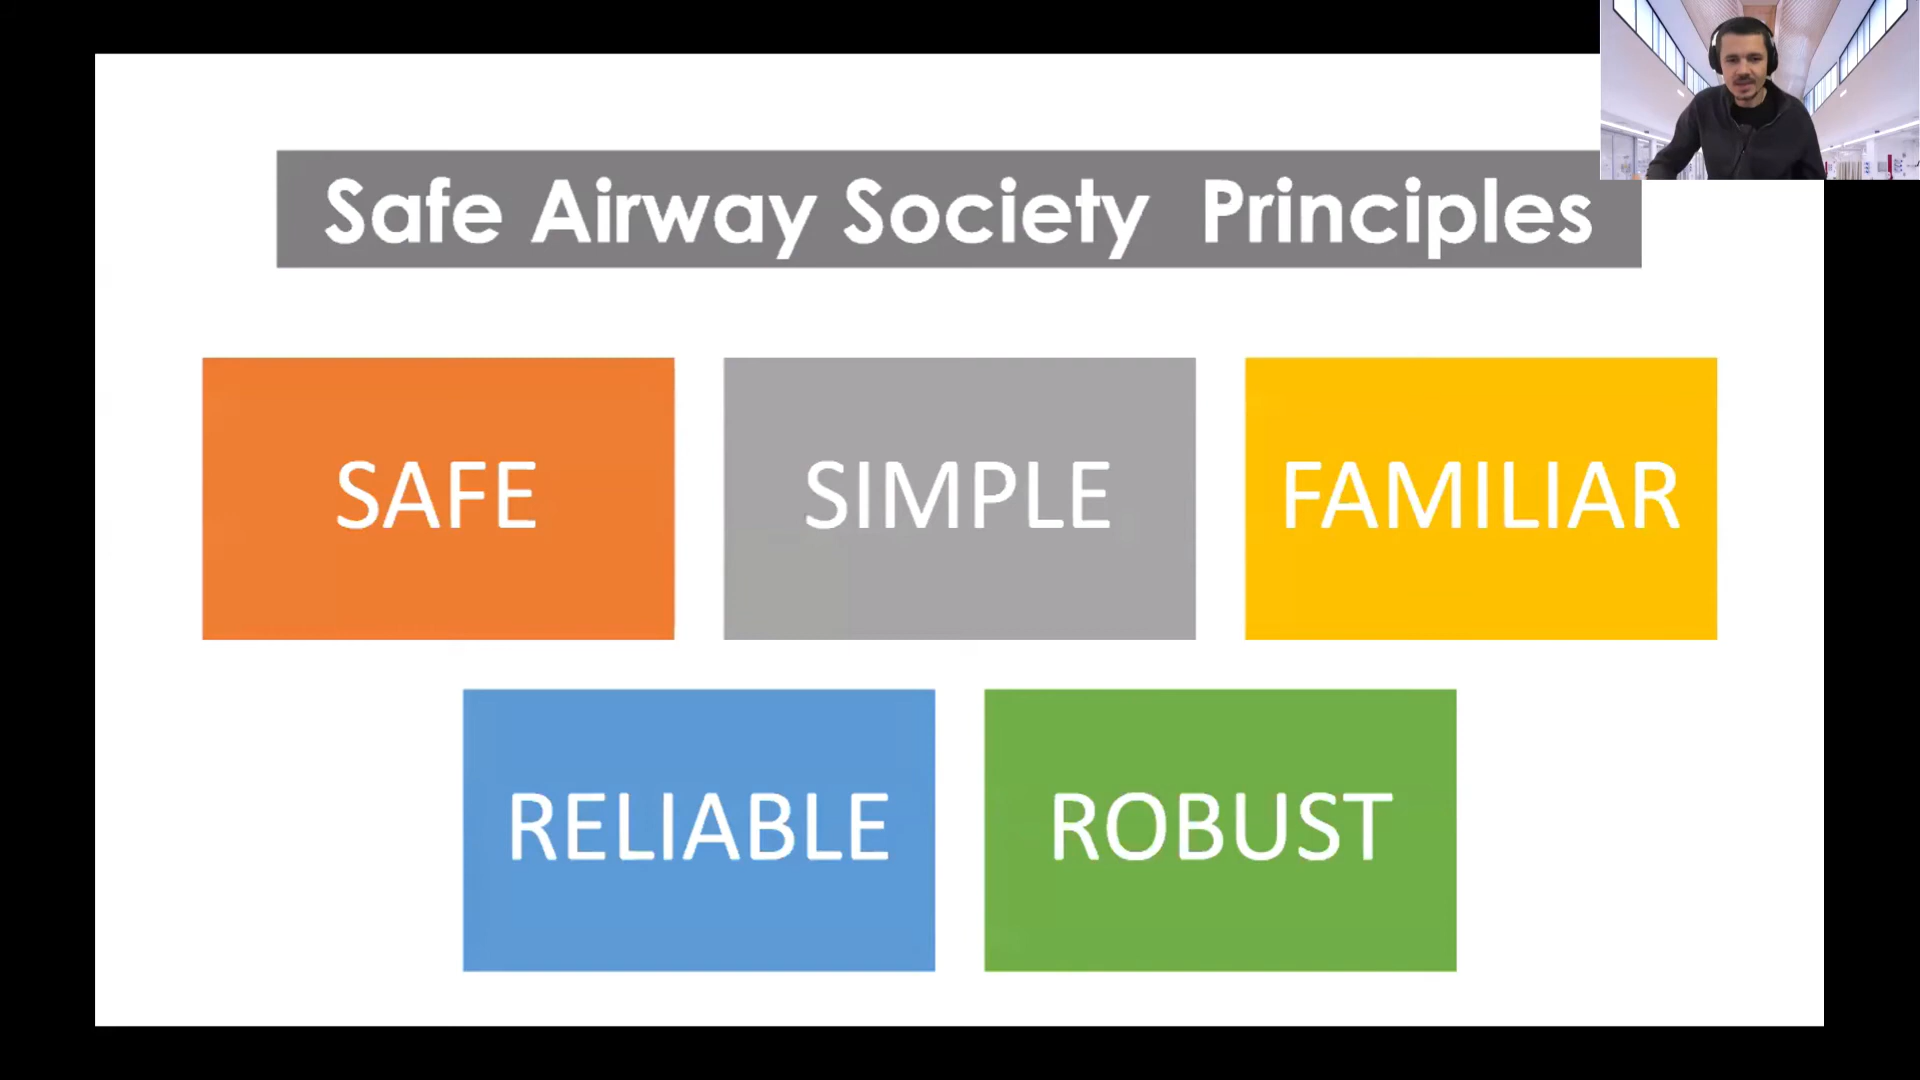 Safe Airway Society Principles
SAFE
SIMPLE
FAMILIAR
RELIABLE
ROBUST